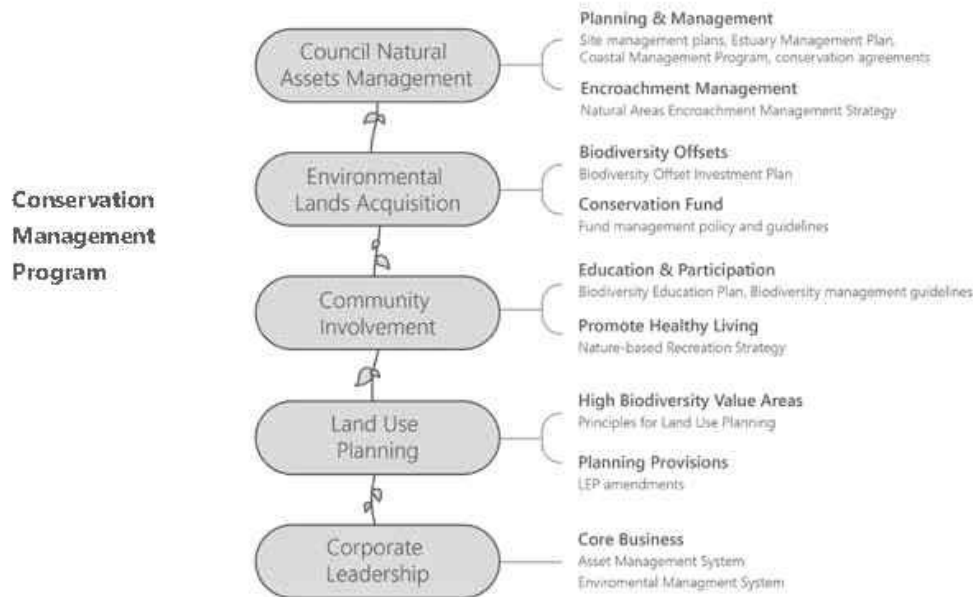 Conservation
Management
Program
Council Natural
Assets Management
Planning & Management
Site management plans, Estuary Management Plan,
Coastal Management Program, conservation agreements
Encroachment Management
Natural Areas Encroachment Management Strategy
Environmental
Lands Acquisition
Biodiversity Offsets
Biodiversity Offset Investment Plan
Conservation Fund
Fund management policy and guidelines
Community
Involvement
Education & Participation
Biodiversity Education Plan, Biodiversity management guidelines
Promote Healthy Living
Nature-based Recreation Strategy
Land Use
Planning
High Biodiversity Value Areas
Principles for Land Use Planning
Planning Provisions
LEP amendments
Corporate
Leadership
Core Business
Asset Management System
Enviromental Managment System